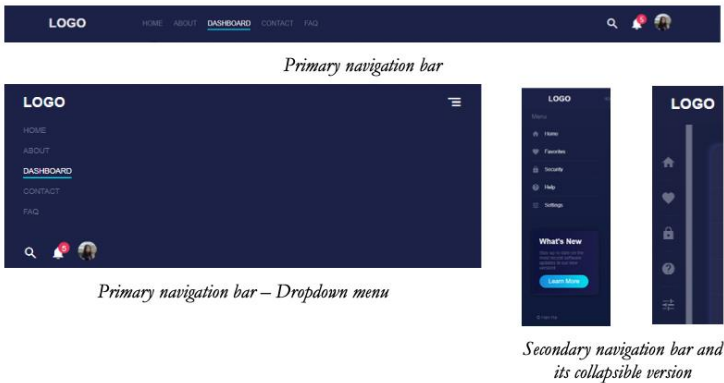 LOGO HOME ABOUT DASHBOARD CONTACT FAQ 5
Primary navigation bar
LOGO
HOME
ABOUT
DASHBOARD
CONTACT
FAQ
5
Primary navigation bar – Dropdown menu
LOGO
Menu
Home
Favorites
Security
Help
Settings
What's New
Learn More
LOGO
Secondary navigation bar and
its collapsible version